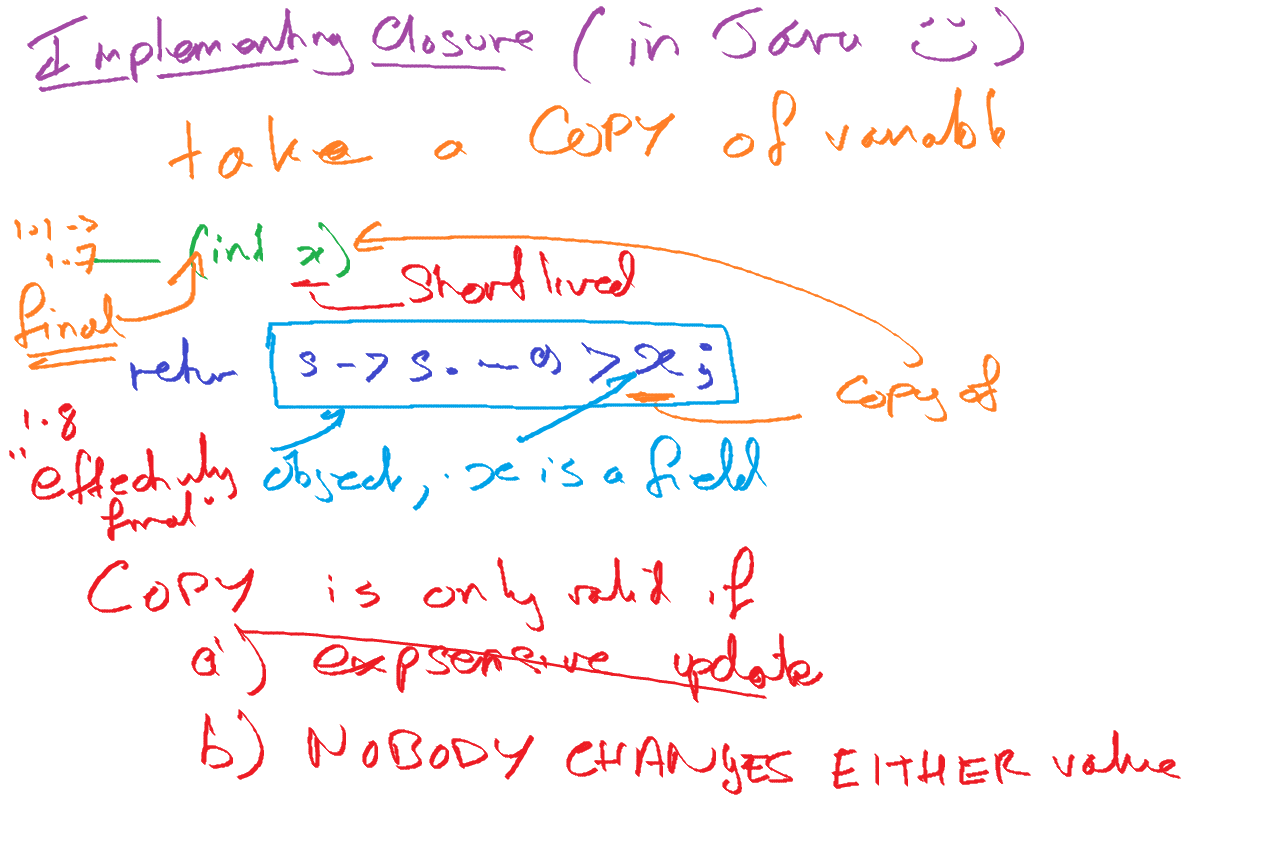 Implementing Closure (in Java ☺)
take a COPY of variable
1.1 ->
1.7 find x)
short lived
final
return s -> s. — () > x ;
copy of
1.8
"effectively final"
object, . x is a field
COPY is only valid if
a) expsensive update
b) NOBODY CHANGES EITHER value